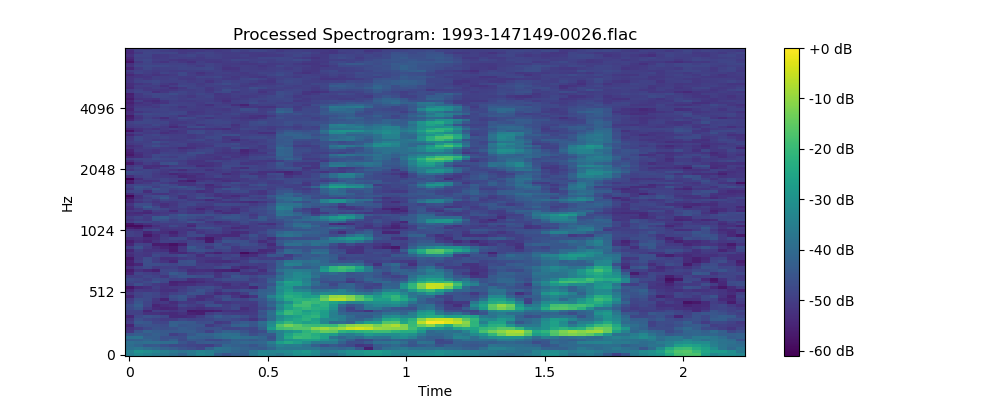 Processed Spectrogram: 1993-147149-0026.flac
Hz
4096
2048
1024
512
0
0
0.5
1
1.5
2
Time
+0 dB
-10 dB
-20 dB
-30 dB
-40 dB
-50 dB
-60 dB